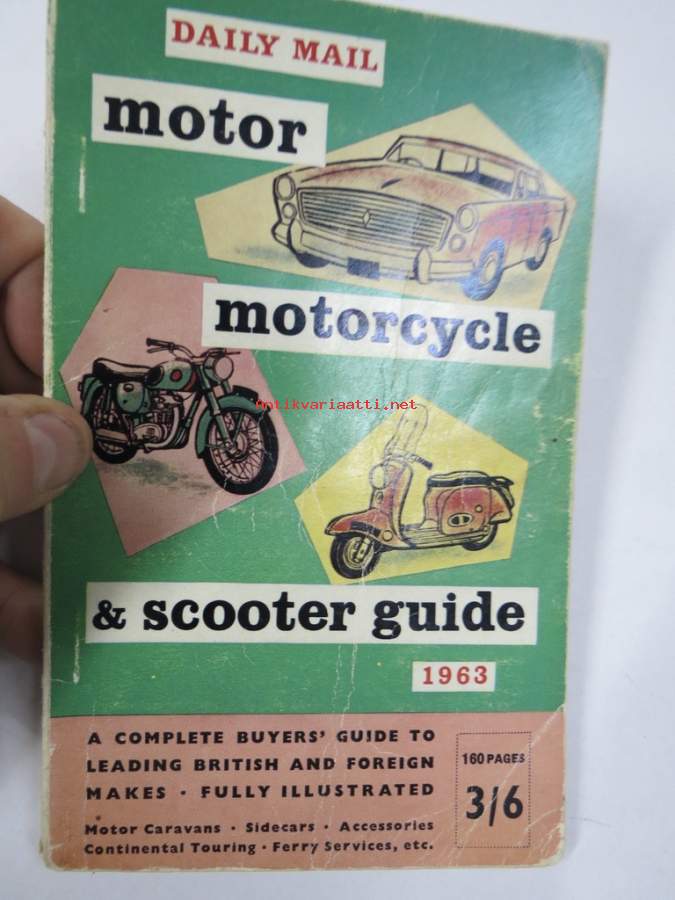 DAILY MAIL
motor
motorcycle
Antikvariaatti.net
& scooter guide
1963
A COMPLETE BUYERS' GUIDE TO
LEADING BRITISH AND FOREIGN
MAKES · FULLY ILLUSTRATED
Motor Caravans · Sidecars · Accessories
Continental Touring · Ferry Services, etc.
160 PAGES
3/6